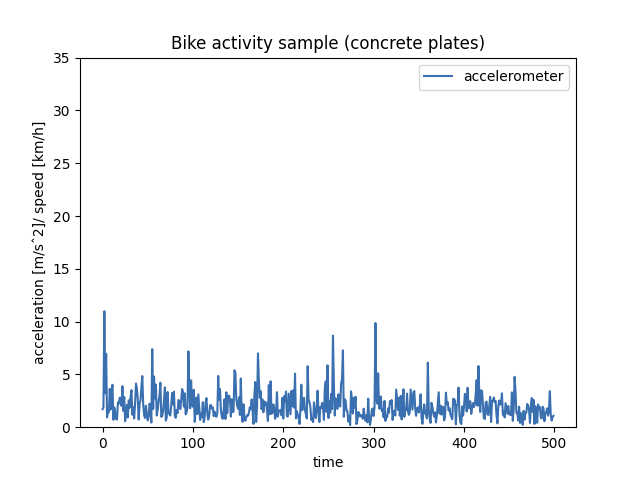 Bike activity sample (concrete plates)
accelerometer
acceleration [m/s^2]/ speed [km/h]
35
30
25
20
15
10
5
0
0 100 200 300 400 500
time